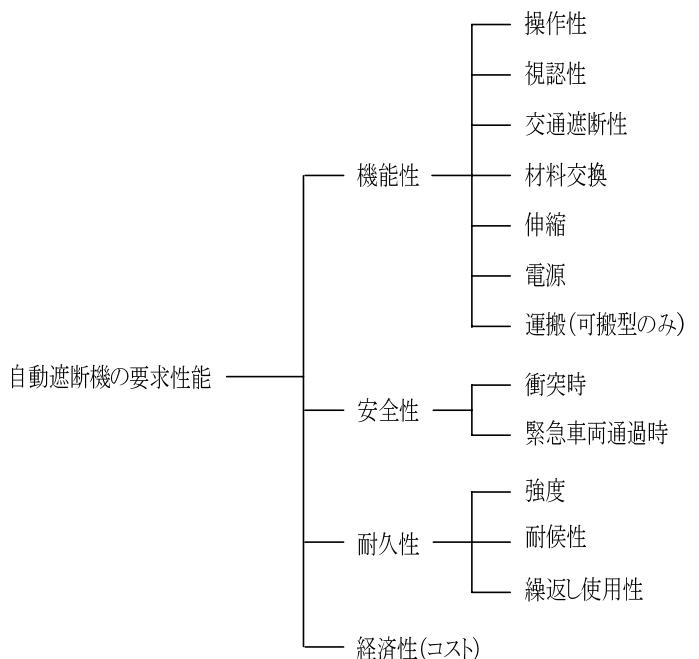 自動遮断機の要求性能
機能性
操作性
視認性
交通遮断性
材料交換
伸縮
電源
運搬(可搬型のみ)
安全性
衝突時
緊急車両通過時
耐久性
強度
耐候性
繰返し使用性
経済性(コスト)